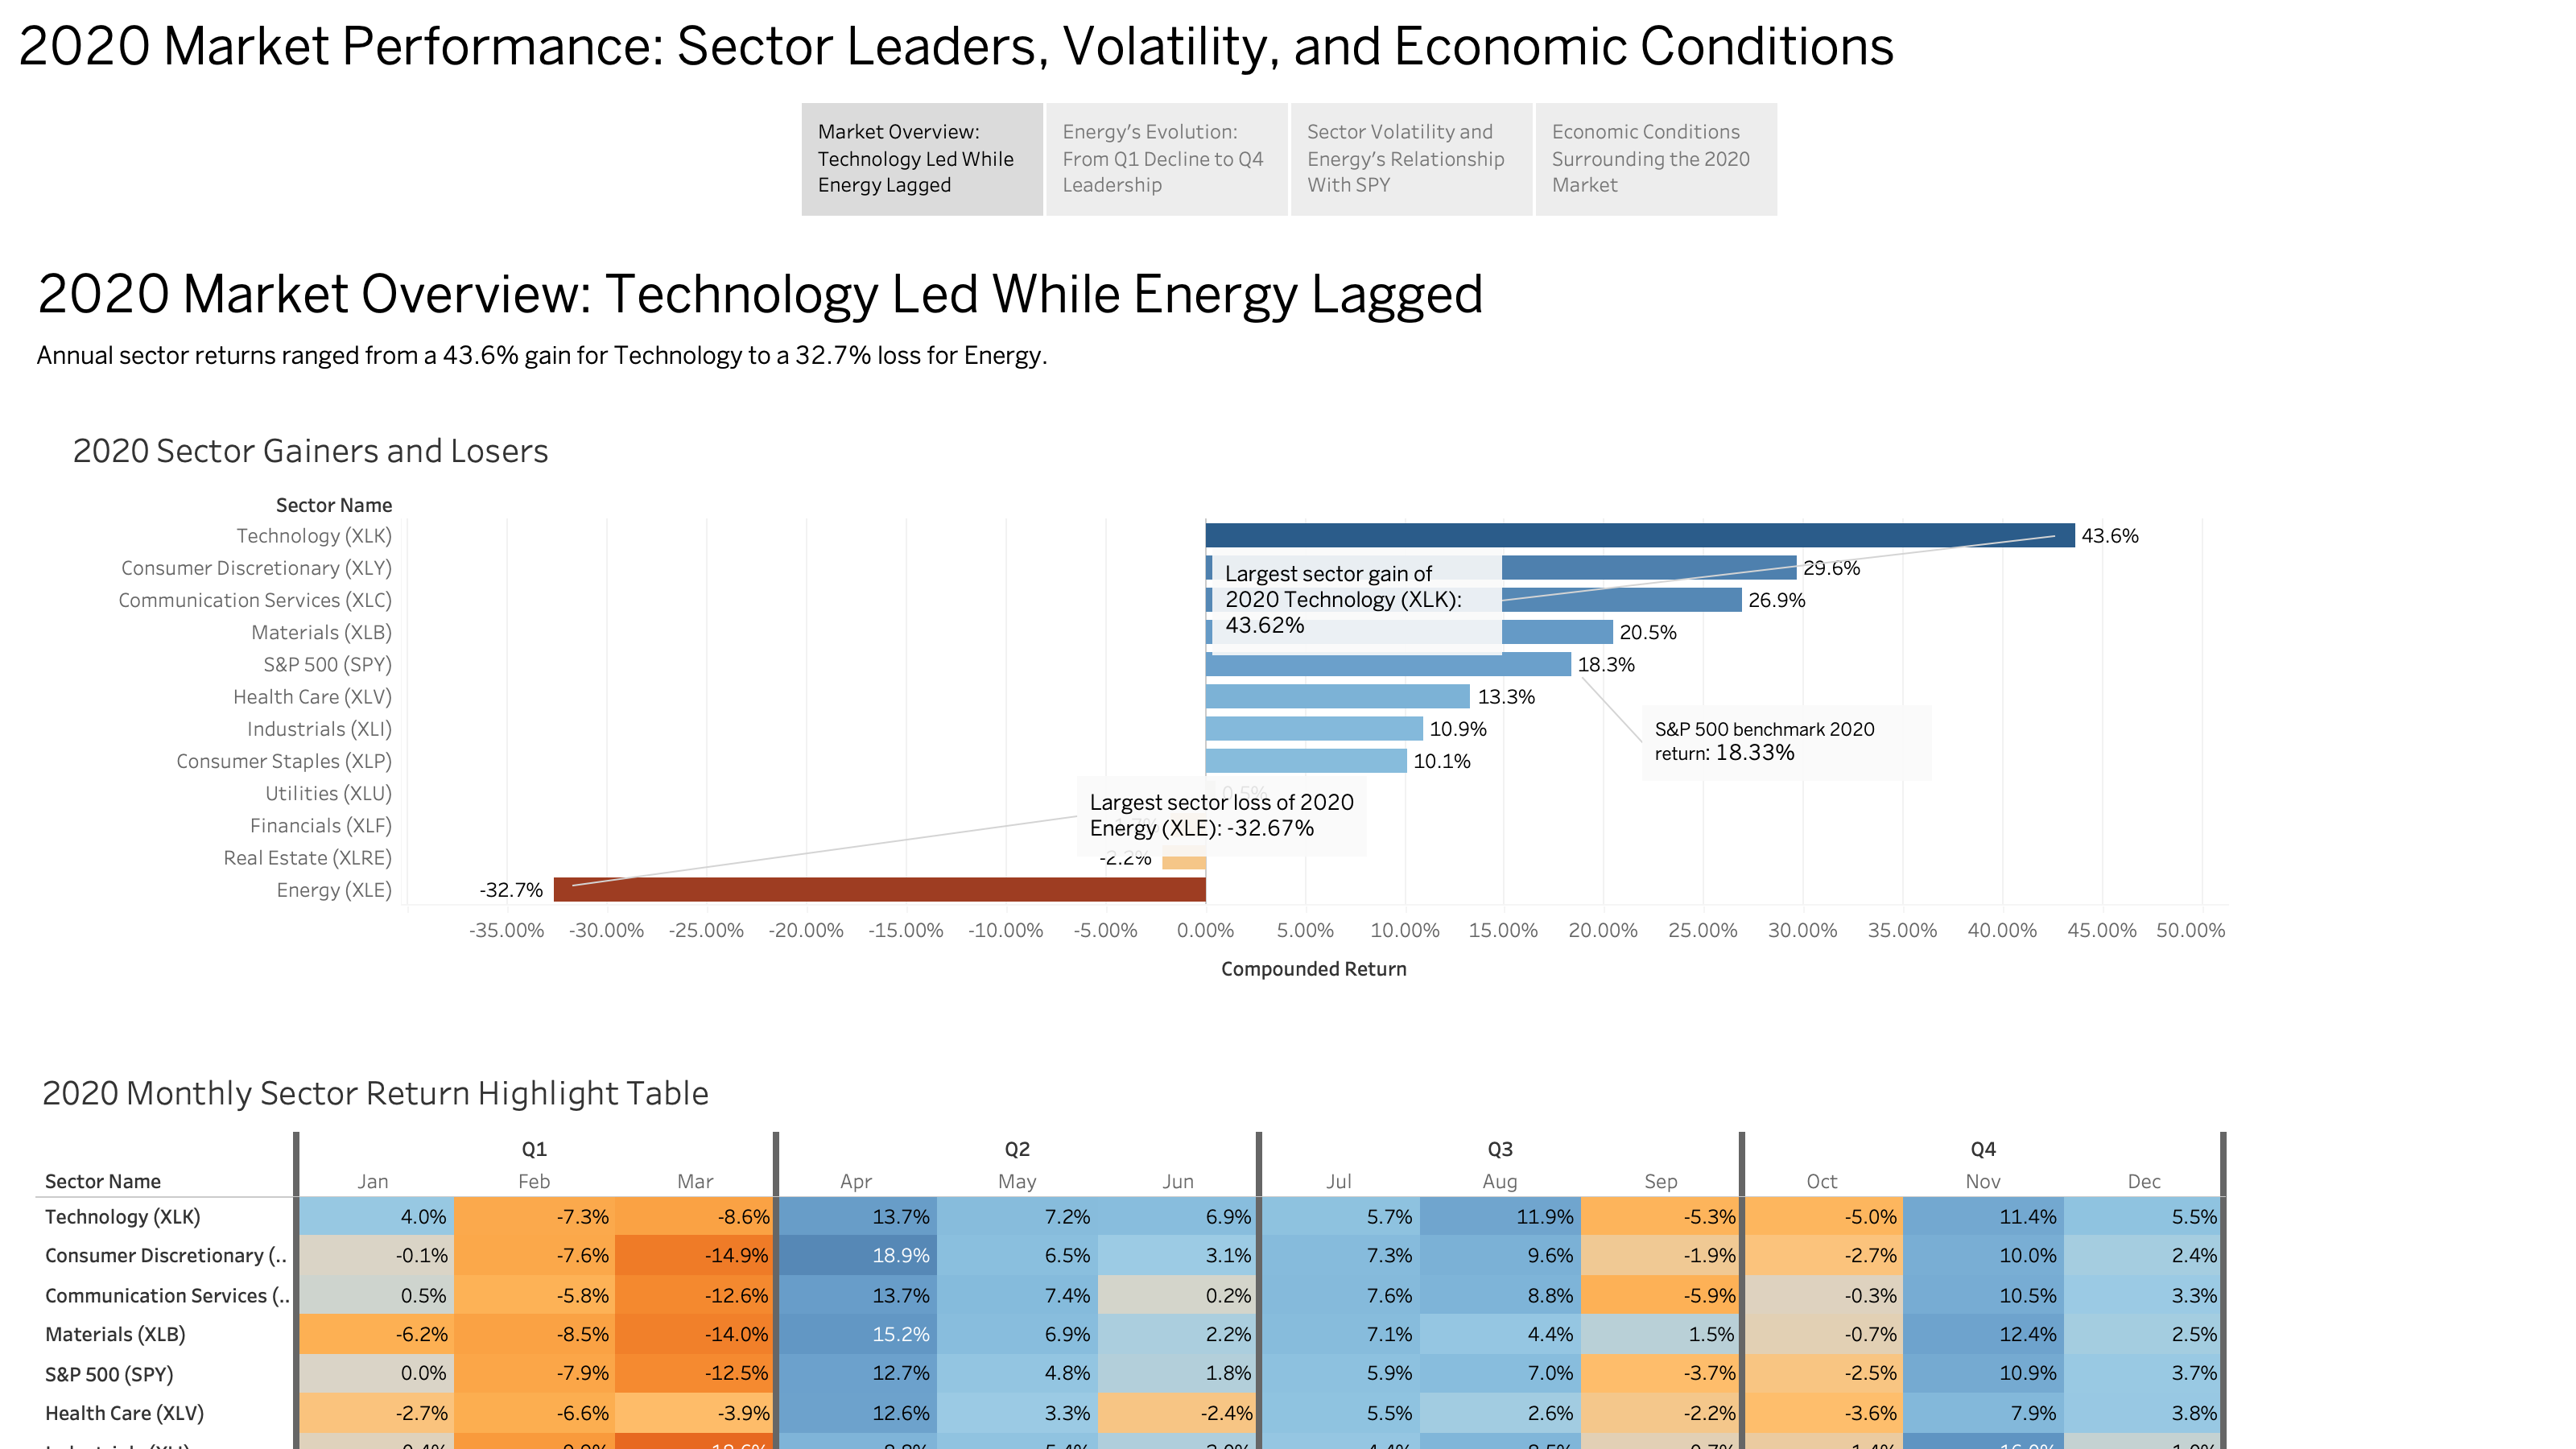 2020 Market Performance: Sector Leaders, Volatility, and Economic Conditions
Market Overview:
Technology Led While
Energy Lagged
Energy's Evolution:
From Q1 Decline to Q4
Leadership
Sector Volatility and
Energy's Relationship
With SPY
Economic Conditions
Surrounding the 2020
Market
2020 Market Overview: Technology Led While Energy Lagged
Annual sector returns ranged from a 43.6% gain for Technology to a 32.7% loss for Energy.
2020 Sector Gainers and Losers
Sector Name
Technology (XLK) 43.6%
Consumer Discretionary (XLY) 29.6%
Communication Services (XLC) 26.9%
Materials (XLB) 20.5%
S&P 500 (SPY) 18.3%
Health Care (XLV) 13.3%
Industrials (XLI) 10.9%
Consumer Staples (XLP) 10.1%
Utilities (XLU) 0.5%
Financials (XLF)
Real Estate (XLRE) -2.2%
Energy (XLE) -32.7%
Largest sector gain of
2020 Technology (XLK):
43.62%
S&P 500 benchmark 2020
return: 18.33%
Largest sector loss of 2020
Energy (XLE): -32.67%
-35.00% -30.00% -25.00% -20.00% -15.00% -10.00% -5.00% 0.00% 5.00% 10.00% 15.00% 20.00% 25.00% 30.00% 35.00% 40.00% 45.00% 50.00%
Compounded Return
2020 Monthly Sector Return Highlight Table
Q1 Q2 Q3 Q4
Sector Name Jan Feb Mar Apr May Jun Jul Aug Sep Oct Nov Dec
Technology (XLK) 4.0% -7.3% -8.6% 13.7% 7.2% 6.9% 5.7% 11.9% -5.3% -5.0% 11.4% 5.5%
Consumer Discretionary (.. -0.1% -7.6% -14.9% 18.9% 6.5% 3.1% 7.3% 9.6% -1.9% -2.7% 10.0% 2.4%
Communication Services (.. 0.5% -5.8% -12.6% 13.7% 7.4% 0.2% 7.6% 8.8% -5.9% -0.3% 10.5% 3.3%
Materials (XLB) -6.2% -8.5% -14.0% 15.2% 6.9% 2.2% 7.1% 4.4% 1.5% -0.7% 12.4% 2.5%
S&P 500 (SPY) 0.0% -7.9% -12.5% 12.7% 4.8% 1.8% 5.9% 7.0% -3.7% -2.5% 10.9% 3.7%
Health Care (XLV) -2.7% -6.6% -3.9% 12.6% 3.3% -2.4% 5.5% 2.6% -2.2% -3.6% 7.9% 3.8%